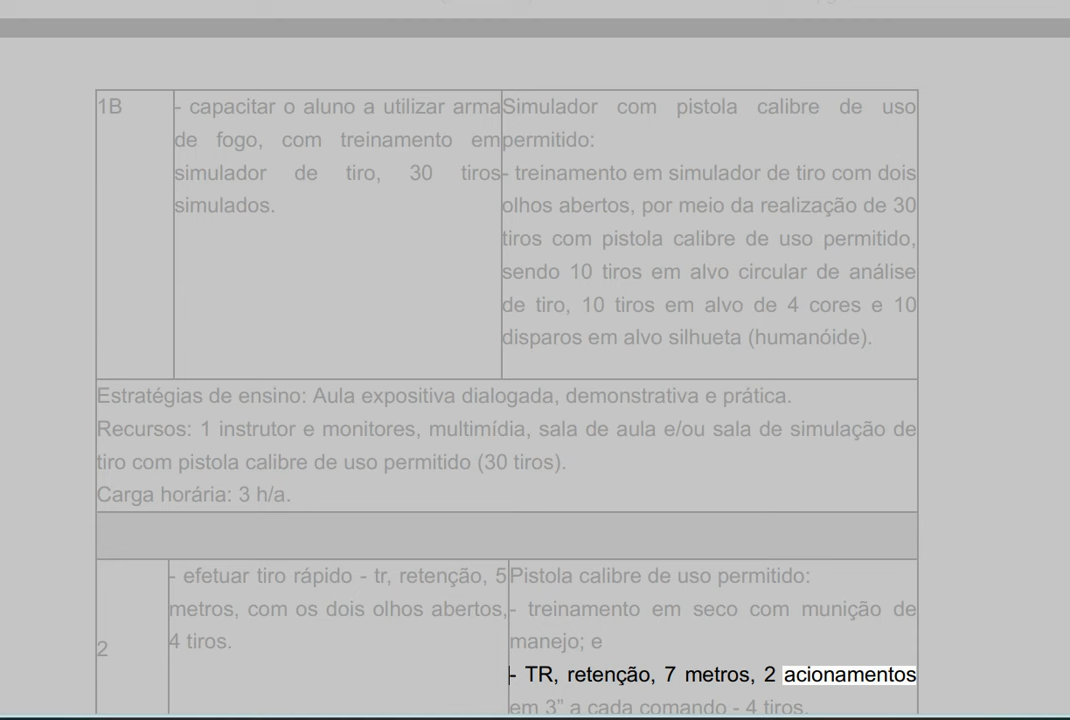 1B
- capacitar o aluno a utilizar arma
de fogo, com treinamento em
simulador de tiro, 30 tiros
simulados.
Simulador com pistola calibre de uso
permitido:
- treinamento em simulador de tiro com dois
olhos abertos, por meio da realização de 30
tiros com pistola calibre de uso permitido,
sendo 10 tiros em alvo circular de análise
de tiro, 10 tiros em alvo de 4 cores e 10
disparos em alvo silhueta (humanóide).
Estratégias de ensino: Aula expositiva dialogada, demonstrativa e prática.
Recursos: 1 instrutor e monitores, multimídia, sala de aula e/ou sala de simulação de
tiro com pistola calibre de uso permitido (30 tiros).
Carga horária: 3 h/a.
2
- efetuar tiro rápido - tr, retenção, 5
metros, com os dois olhos abertos,
4 tiros.
Pistola calibre de uso permitido:
- treinamento em seco com munição de
manejo; e
- TR, retenção, 7 metros, 2 acionamentos
em 3” a cada comando - 4 tiros.